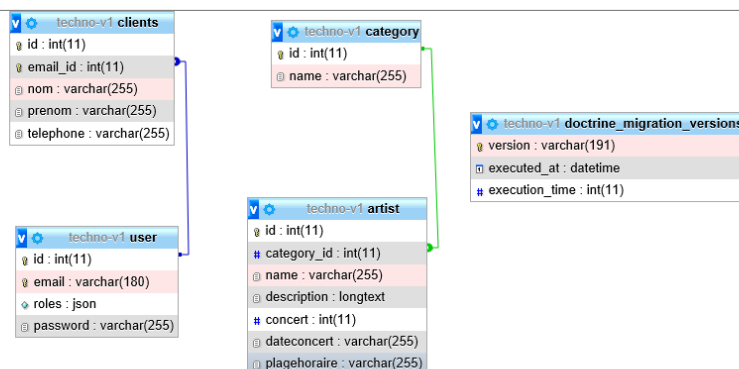 techno-v1 clients
id : int(11)
email_id : int(11)
nom : varchar(255)
prenom : varchar(255)
telephone : varchar(255)
techno-v1 category
id : int(11)
name : varchar(255)
techno-v1 doctrine_migration_versions
version : varchar(191)
executed_at : datetime
# execution_time : int(11)
techno-v1 user
id : int(11)
email : varchar(180)
roles : json
password : varchar(255)
techno-v1 artist
id : int(11)
# category_id : int(11)
name : varchar(255)
description : longtext
# concert : int(11)
dateconcert : varchar(255)
plagehoraire : varchar(255)